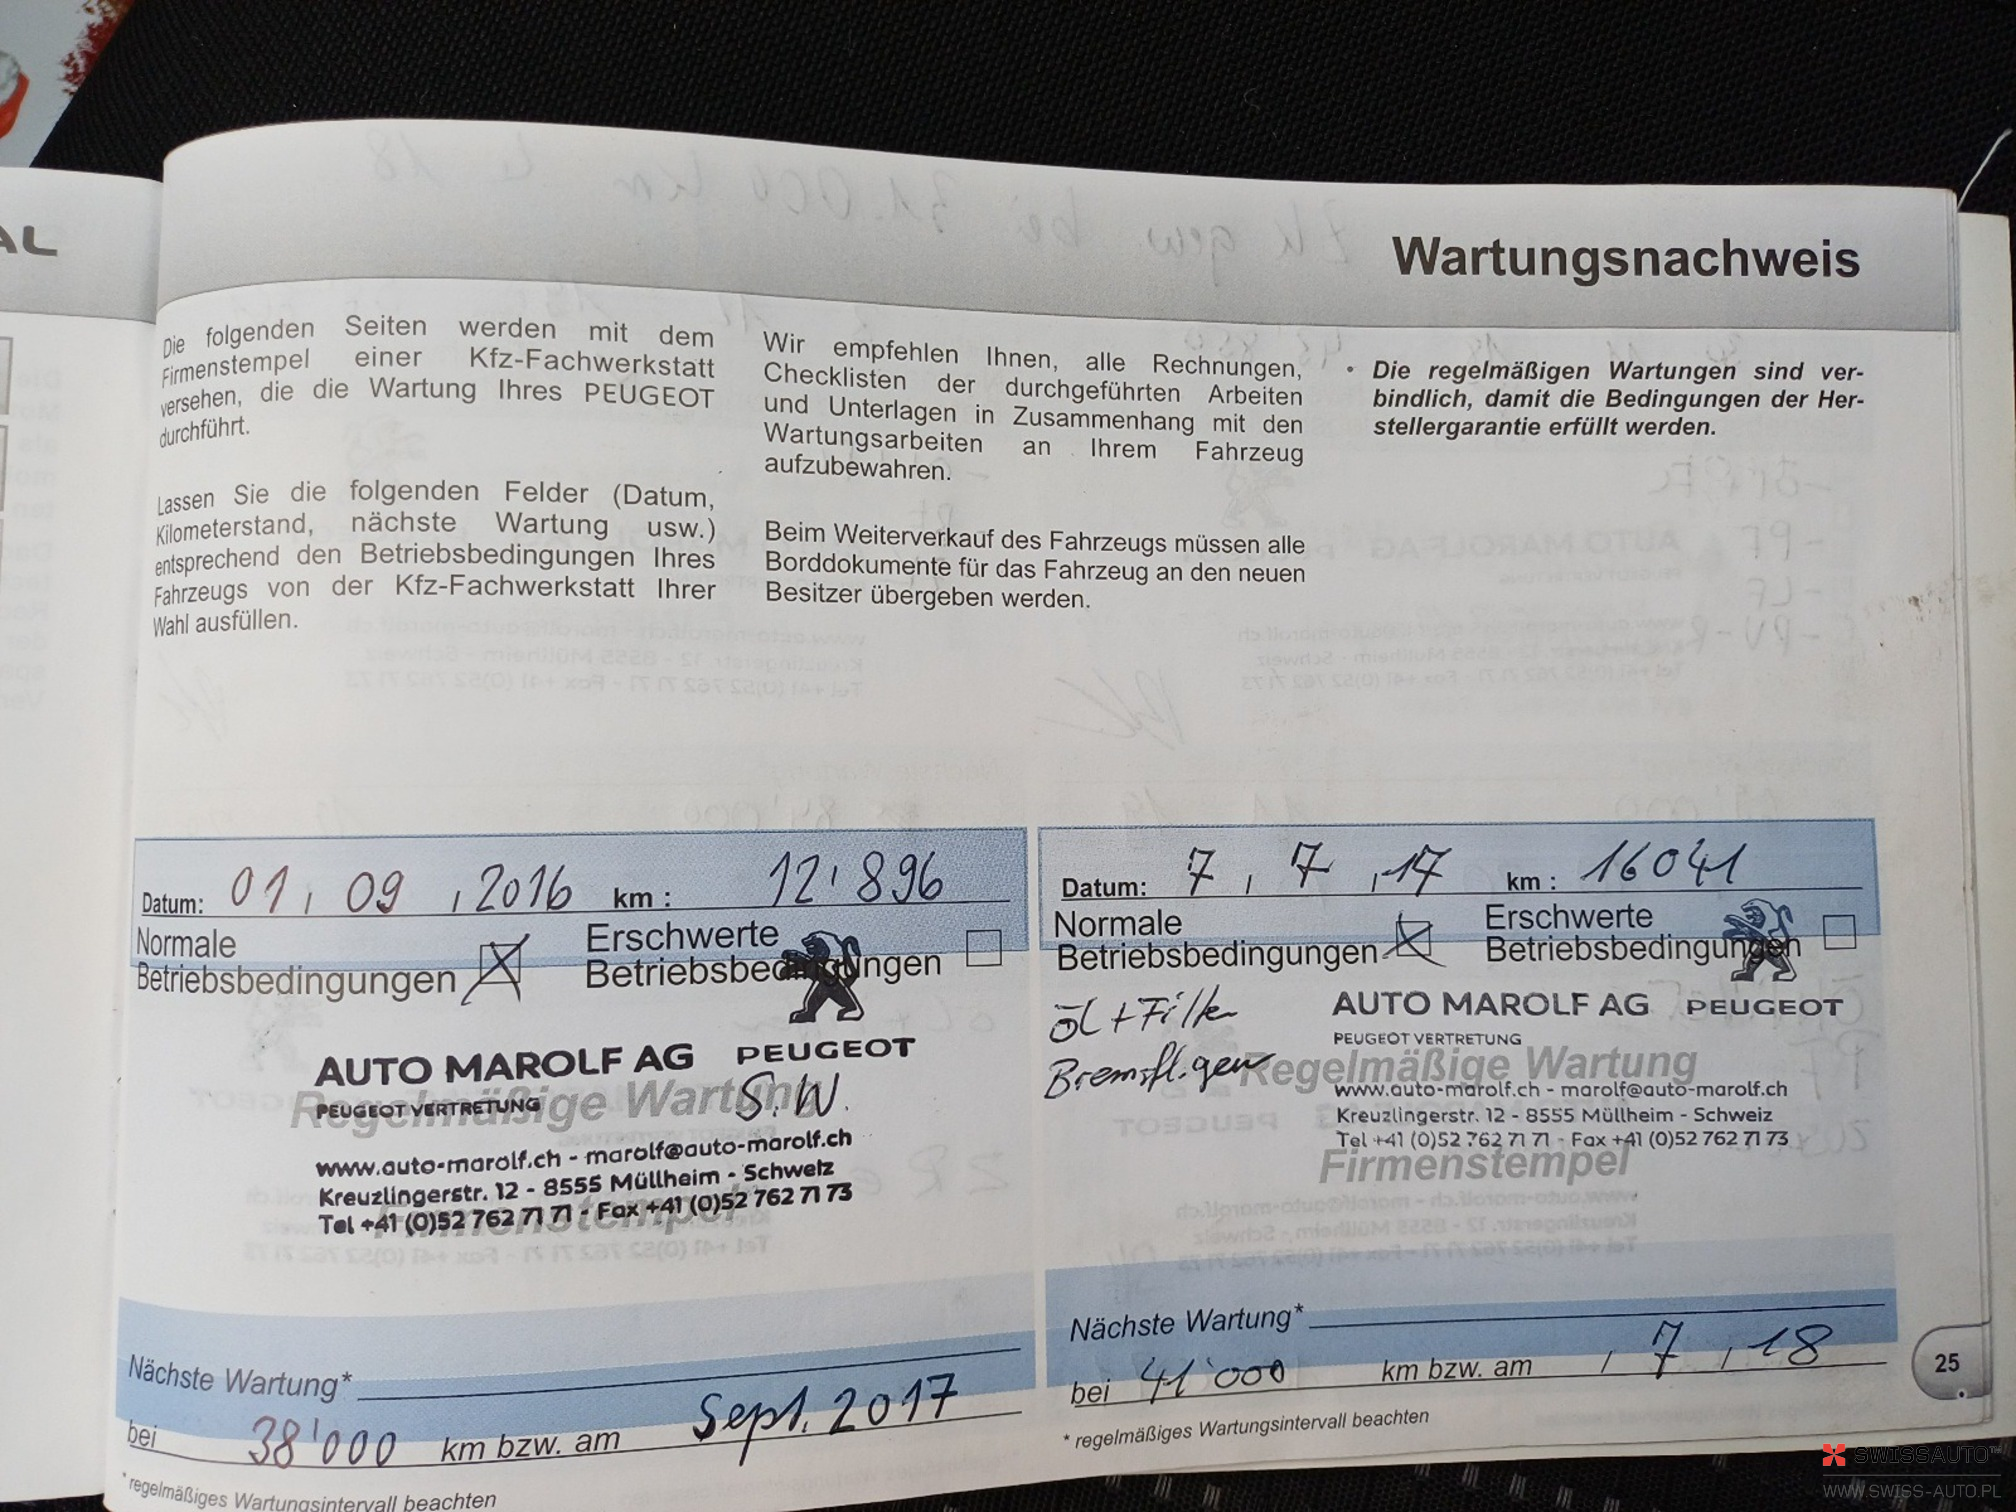 AL
Wartungsnachweis
Die folgenden Seiten werden mit dem
Firmenstempel einer Kfz-Fachwerkstatt
versehen, die die Wartung Ihres PEUGEOT
durchführt.
Lassen Sie die folgenden Felder (Datum,
Kilometerstand, nächste Wartung usw.)
entsprechend den Betriebsbedingungen Ihres
Fahrzeugs von der Kfz-Fachwerkstatt Ihrer
Wahl ausfüllen.
Wir empfehlen Ihnen, alle Rechnungen,
Checklisten der durchgeführten Arbeiten
und Unterlagen in Zusammenhang mit den
Wartungsarbeiten an Ihrem Fahrzeug
aufzubewahren.
Beim Weiterverkauf des Fahrzeugs müssen alle
Borddokumente für das Fahrzeug an den neuen
Besitzer übergeben werden.
• Die regelmäßigen Wartungen sind ver-
bindlich, damit die Bedingungen der Her-
stellergarantie erfüllt werden.
Datum: 01 , 09 , 2016 km : 12'896
Normale
Betriebsbedingungen
Erschwerte
Betriebsbedingungen
AUTO MAROLF AG PEUGEOT
Regelmäßige Wartung
S.W.
PEUGEOT VERTRETUNG
www.auto-marolf.ch - marolf@auto-marolf.ch
Kreuzlingerstr. 12 - 8555 Müllheim - Schweiz
Tel +41 (0)52 762 71 71 - Fax +41 (0)52 762 71 73
Firmenstempel
Nächste Wartung*
bei 38'000 km bzw. am Sept. 2017
* regelmäßiges Wartungsintervall beachten
Datum: 7 , 7 , 17 km : 16041
Normale
Betriebsbedingungen
Erschwerte
Betriebsbedingungen
Öl + Filter
Bremsfl. gew
AUTO MAROLF AG PEUGEOT
PEUGEOT VERTRETUNG
Regelmäßige Wartung
www.auto-marolf.ch - marolf@auto-marolf.ch
Kreuzlingerstr. 12 - 8555 Müllheim - Schweiz
Tel +41 (0)52 762 71 71 - Fax +41 (0)52 762 71 73
Firmenstempel
Nächste Wartung*
bei 41'000 km bzw. am , 7 , 18
* regelmäßiges Wartungsintervall beachten
25
SWISSAUTO™
WWW.SWISS-AUTO.PL